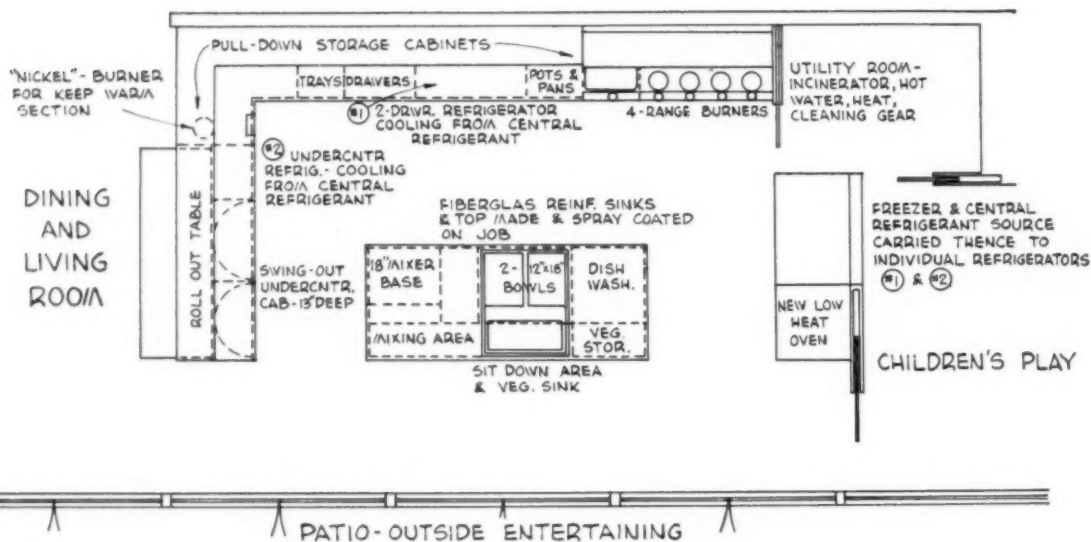 PULL-DOWN STORAGE CABINETS
"NICKEL"-BURNER
FOR KEEP WARM
SECTION
TRAYS
DRAWERS
POTS &
PANS
#1 2-DRWR. REFRIGERATOR
COOLING FROM CENTRAL
REFRIGERANT
4-RANGE BURNERS
UTILITY ROOM-
INCINERATOR, HOT
WATER, HEAT,
CLEANING GEAR
#2 UNDERCNTR
REFRIG.- COOLING
FROM CENTRAL
REFRIGERANT
DINING
AND
LIVING
ROOM
ROLL OUT TABLE
SWING-OUT
UNDERCNTR.
CAB-13"DEEP
FIBERGLAS REINF. SINKS
& TOP MADE & SPRAY COATED
ON JOB
18"MIXER
BASE
2-12"X18"
BOWLS
DISH
WASH.
MIXING AREA
VEG.
STOR.
SIT DOWN AREA
& VEG. SINK
FREEZER & CENTRAL
REFRIGERANT SOURCE
CARRIED THENCE TO
INDIVIDUAL REFRIGERATORS
#1 & #2
NEW LOW
HEAT
OVEN
CHILDREN'S PLAY
PATIO-OUTSIDE ENTERTAINING